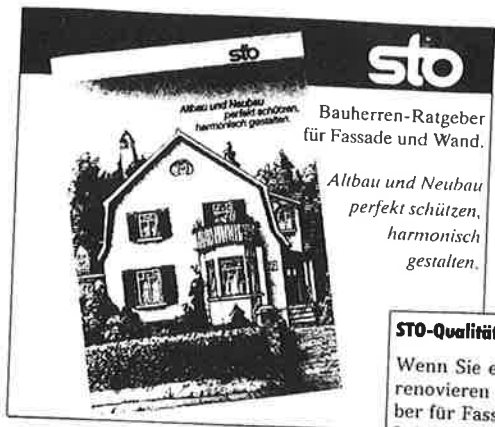 sto
sto
Altbau und Neubau
perfekt schützen,
harmonisch gestalten.
Bauherren-Ratgeber
für Fassade und Wand.
Altbau und Neubau
perfekt schützen,
harmonisch
gestalten.
STO-Qualität
Wenn Sie e
renovieren
ber für Fass